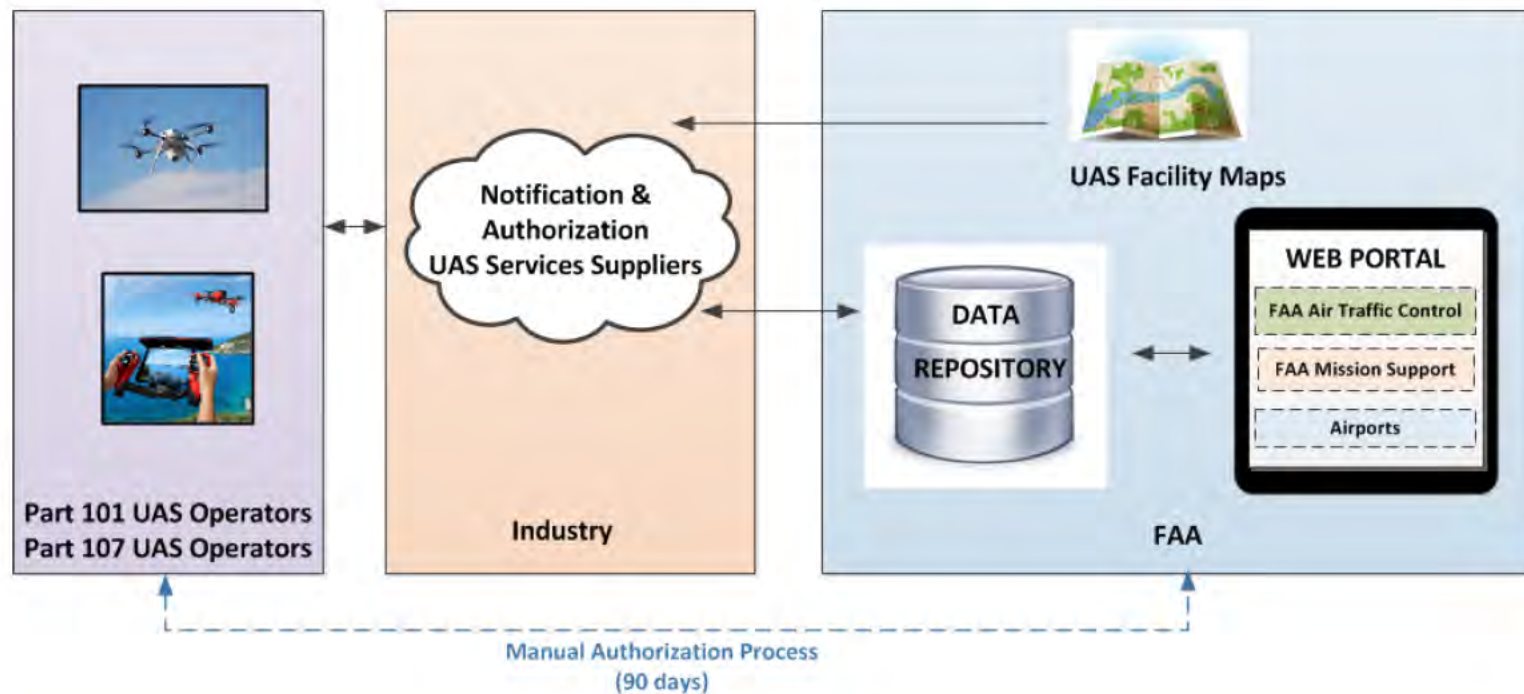 Notification &
Authorization
UAS Services Suppliers
UAS Facility Maps
DATA
REPOSITORY
WEB PORTAL
FAA Air Traffic Control
FAA Mission Support
Airports
Part 101 UAS Operators
Part 107 UAS Operators
Industry
FAA
Manual Authorization Process
(90 days)